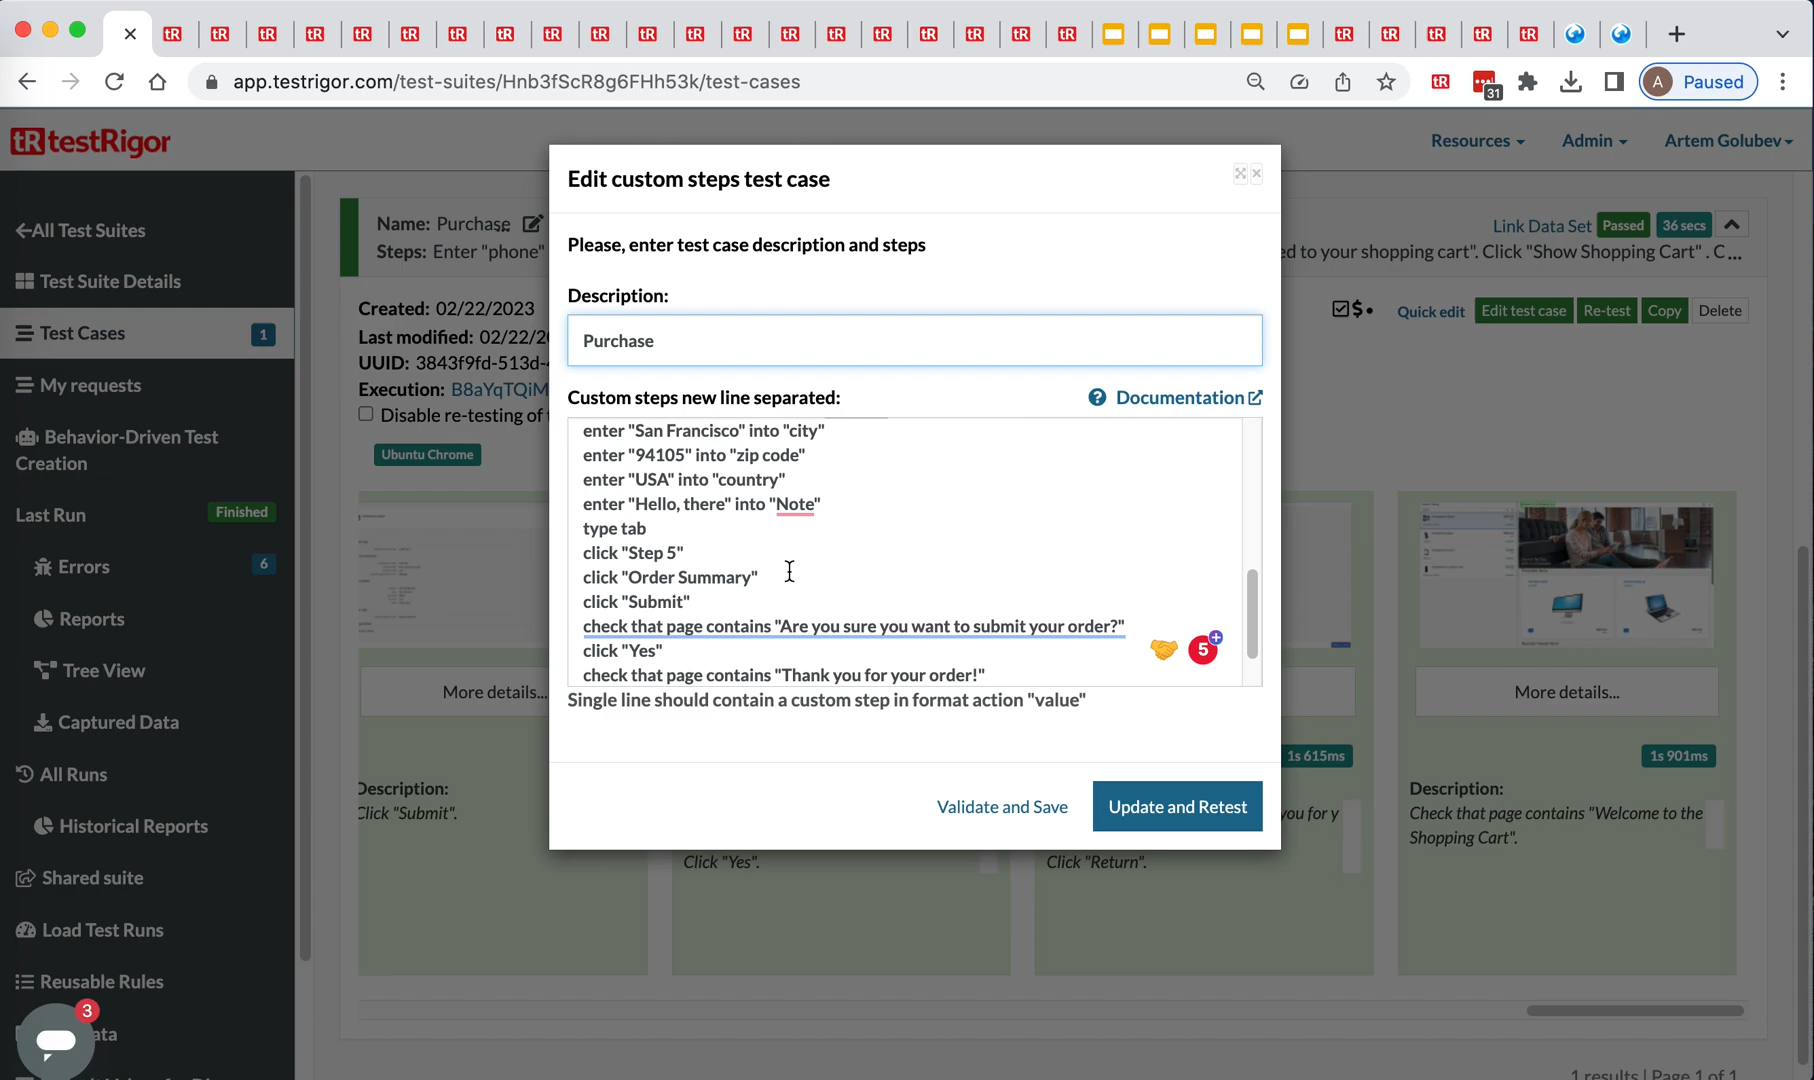 app.testrigor.com/test-suites/Hnb3fScR8g6FHh53k/test-cases
31
A Paused
tR testRigor
Resources
Admin
Artem Golubev
All Test Suites
Test Suite Details
Test Cases 1
My requests
Behavior-Driven Test
Creation
Last Run Finished
Errors 6
Reports
Tree View
Captured Data
All Runs
Historical Reports
Shared suite
Load Test Runs
Reusable Rules
3
Name: Purchase
Steps: Enter "phone"
Link Data Set Passed 36 secs
ed to your shopping cart". Click "Show Shopping Cart" . C...
Created: 02/22/2023
Last modified: 02/22/2
UUID: 3843f9fd-513d-
Execution: B8aYqTQiM
Disable re-testing of
Ubuntu Chrome
Quick edit Edit test case Re-test Copy Delete
Edit custom steps test case
Please, enter test case description and steps
Description:
Purchase
Custom steps new line separated:
Documentation
enter "San Francisco" into "city"
enter "94105" into "zip code"
enter "USA" into "country"
enter "Hello, there" into "Note"
type tab
click "Step 5"
click "Order Summary"
click "Submit"
check that page contains "Are you sure you want to submit your order?"
click "Yes"
check that page contains "Thank you for your order!"
5
Single line should contain a custom step in format action "value"
Validate and Save
Update and Retest
More details...
More details...
1s 615ms
1s 901ms
Description:
Click "Submit".
Click "Yes".
you for y
Click "Return".
Description:
Check that page contains "Welcome to the
Shopping Cart".
1 results | Page 1 of 1